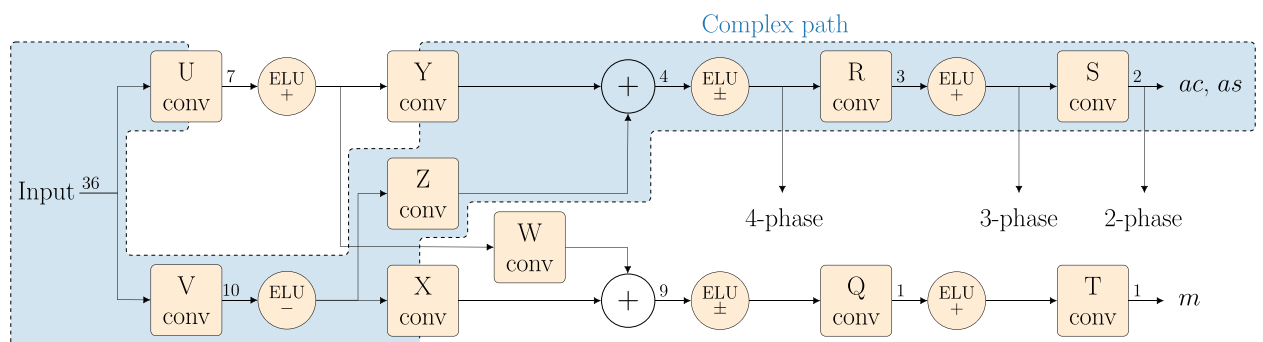 Complex path
U
conv
7
ELU
+
Y
conv
+
4
ELU
±
R
conv
3
ELU
+
S
conv
2
ac, as
Input 36
Z
conv
4-phase
3-phase
2-phase
W
conv
V
conv
10
ELU
−
X
conv
+
9
ELU
±
Q
conv
1
ELU
+
T
conv
1
m